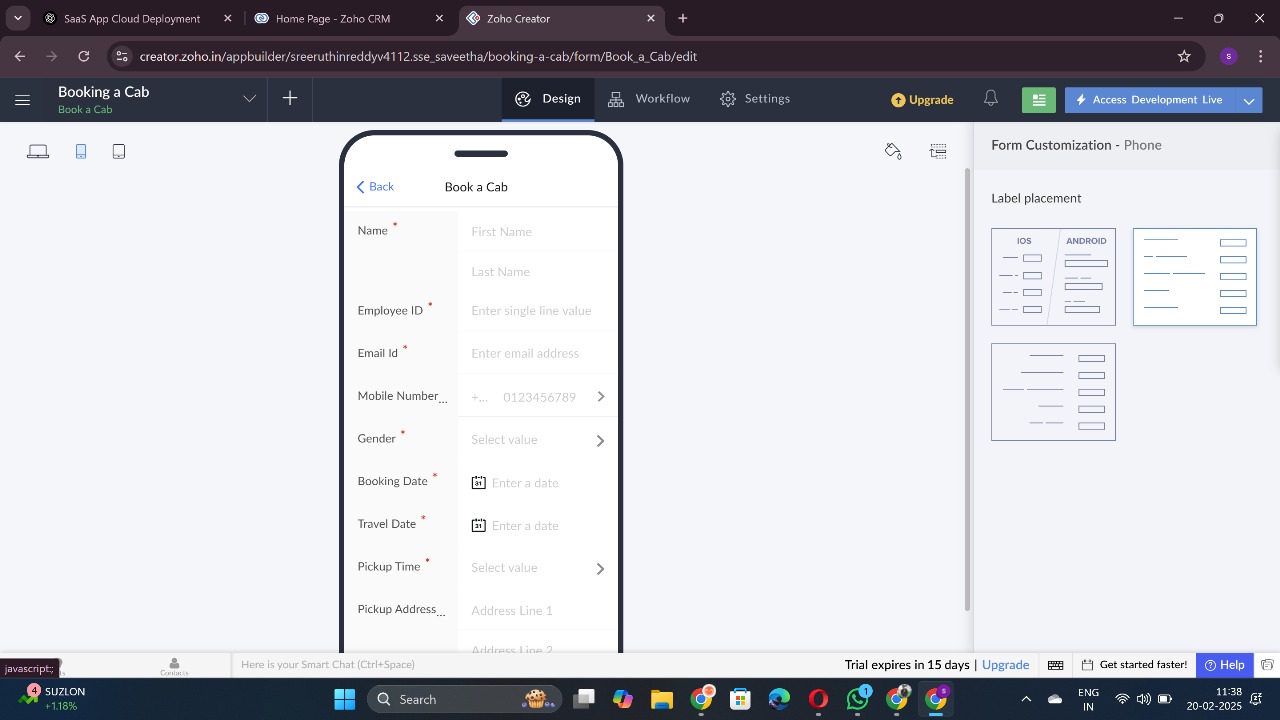 SaaS App Cloud Deployment
Home Page - Zoho CRM
Zoho Creator
creator.zoho.in/appbuilder/sreeruthinreddyv4112.sse_saveetha/booking-a-cab/form/Book_a_Cab/edit
S
Booking a Cab
Book a Cab
Design
Workflow
Settings
Upgrade
Access Development Live
Form Customization - Phone
Label placement
IOS
ANDROID
Back
Book a Cab
Name *
First Name
Last Name
Employee ID *
Enter single line value
Email Id *
Enter email address
Mobile Number...
+... 0123456789
Gender *
Select value
Booking Date *
31 Enter a date
Travel Date *
31 Enter a date
Pickup Time *
Select value
Pickup Address...
Address Line 1
Address Line 2
javascript:;
Contacts
Here is your Smart Chat (Ctrl+Space)
Trial expires in 15 days | Upgrade
Get started faster!
Help
4
SUZLON
+1.18%
Search
1
ENG
IN
11:38
20-02-2025